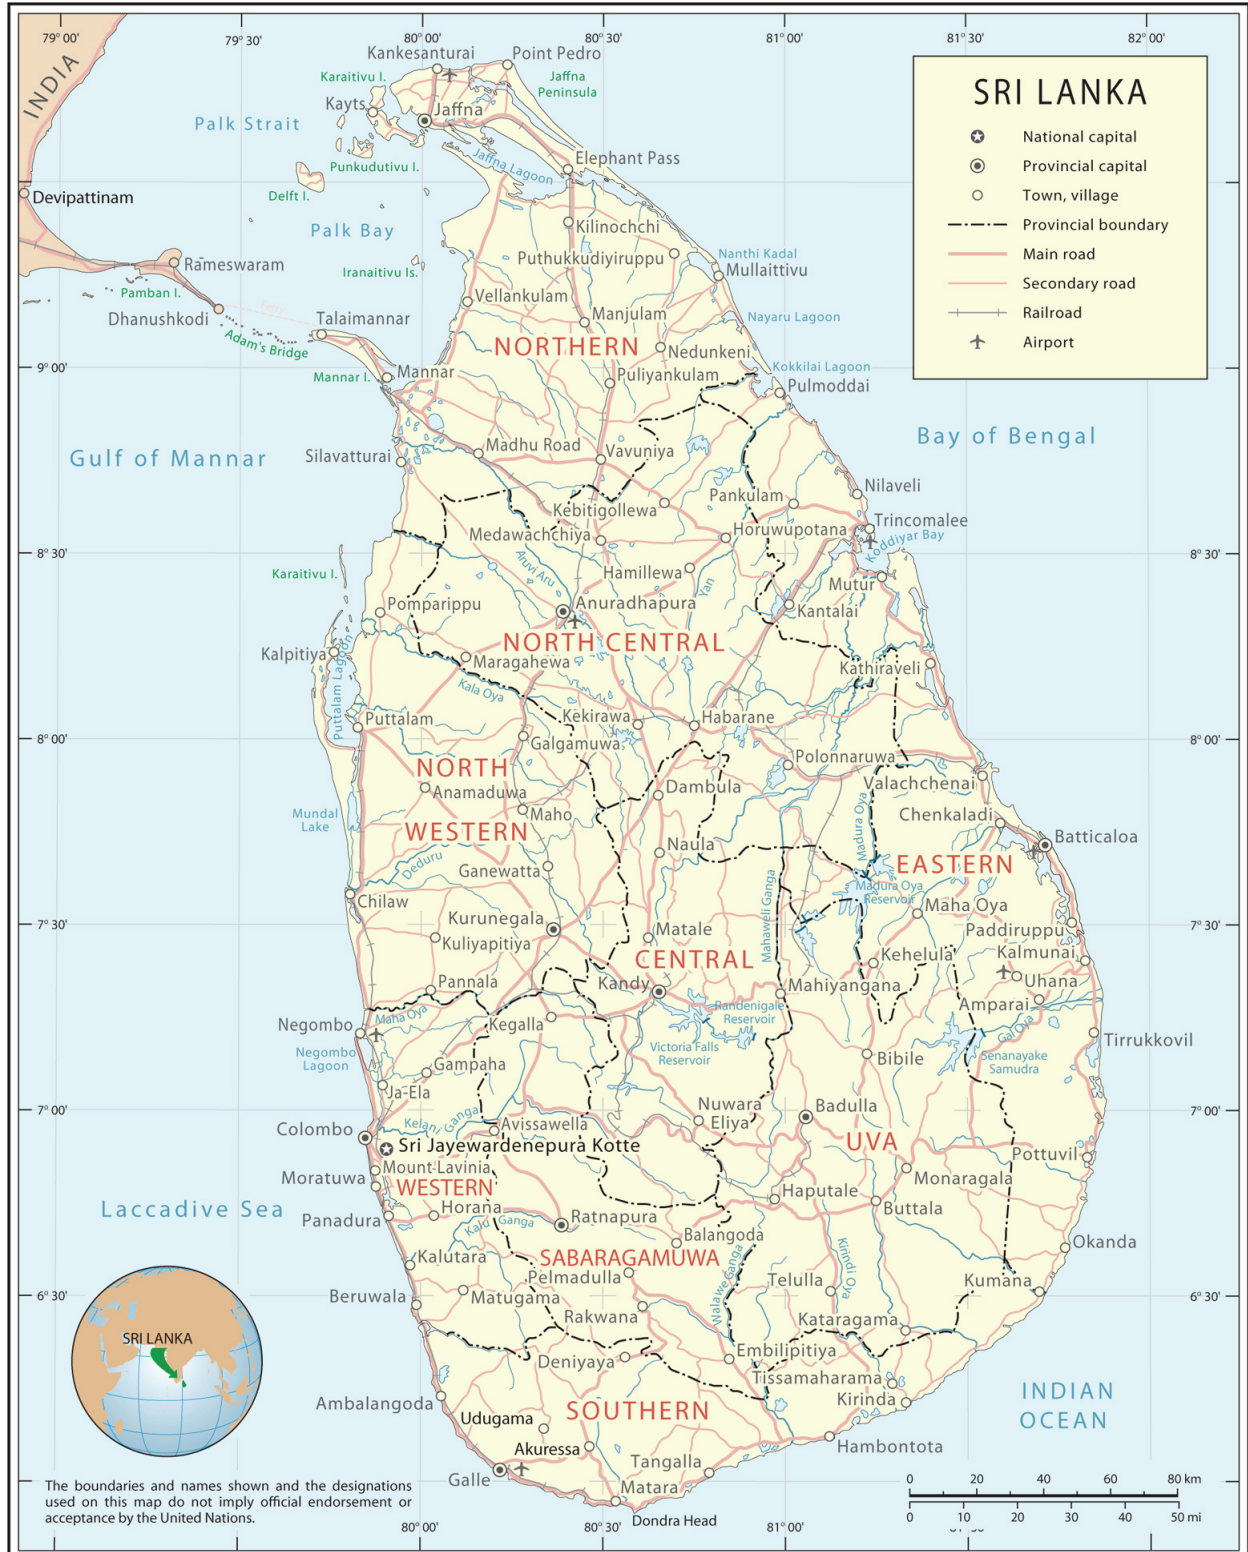 79° 00'
79° 30'
80° 00'
80° 30'
81° 00'
81° 30'
82° 00'
INDIA
Kankesanturai
Point Pedro
Karaitivu I.
Jaffna
Peninsula
Kayts
Jaffna
Palk Strait
Punkudutivu I.
Jaffna Lagoon
Elephant Pass
Delft I.
Devipattinam
Palk Bay
Kilinochchi
Puthukkudiyiruppu
Nanthi Kadal
Mullaittivu
Rameswaram
Iranaitivu Is.
Pamban I.
Vellankulam
Dhanushkodi
Ferry
Talaimannar
Manjulam
Nayaru Lagoon
Adam's Bridge
NORTHERN
Nedunkeni
9° 00'
Mannar I.
Mannar
Puliyankulam
Kokkilai Lagoon
Pulmoddai
SRI LANKA
National capital
Provincial capital
Town, village
Provincial boundary
Main road
Secondary road
Railroad
Airport
Gulf of Mannar
Silavatturai
Madhu Road
Vavuniya
Bay of Bengal
Pankulam
Nilaveli
Kebitigollewa
Trincomalee
Medawachchiya
Horuwupotana
Koddiyar Bay
8° 30'
8° 30'
Karaitivu I.
Aruvi Aru
Hamillewa
Yan
Mutur
Pomparippu
Anuradhapura
Kantalai
NORTH CENTRAL
Kalpitiya
Puttalam Lagoon
Maragahewa
Kathiraveli
Kala Oya
Puttalam
Kekirawa
Habarane
8° 00'
8° 00'
Galgamuwa
Polonnaruwa
NORTH
WESTERN
Anamaduwa
Dambula
Valachchenai
Mundal
Lake
Maho
Madura Oya
Chenkaladi
Batticaloa
Naula
EASTERN
Deduru
Ganewatta
Mahaweli Ganga
Madura Oya
Reservoir
Chilaw
Maha Oya
Kurunegala
7° 30'
7° 30'
Kuliyapitiya
Matale
Paddiruppu
CENTRAL
Kehelula
Kalmunai
Pannala
Kandy
Mahiyangana
Uhana
Randenigale
Reservoir
Amparai
Negombo
Maha Oya
Kegalla
Gal Oya
Tirrukkovil
Negombo
Lagoon
Victoria Falls
Reservoir
Bibile
Senanayake
Samudra
Gampaha
Ja-Ela
7° 00'
7° 00'
Nuwara
Eliya
Badulla
Kelani Ganga
Avissawella
Colombo
Sri Jayewardenepura Kotte
UVA
Mount Lavinia
Pottuvil
Moratuwa
WESTERN
Monaragala
Laccadive Sea
Haputale
Buttala
Panadura
Horana
Kalu Ganga
Ratnapura
Balangoda
Okanda
Kalutara
SABARAGAMUWA
Walawe Ganga
Kirindi Oya
Pelmadulla
Telulla
Kumana
Beruwala
Matugama
6° 30'
6° 30'
Rakwana
Kataragama
SRI LANKA
Deniyaya
Embilipitiya
Tissamaharama
Kirinda
INDIAN
OCEAN
Ambalangoda
Udugama
SOUTHERN
Akuressa
Hambontota
Galle
Tangalla
Matara
Dondra Head
The boundaries and names shown and the designations
used on this map do not imply official endorsement or
acceptance by the United Nations.
0 20 40 60 80 km
0 10 20 30 40 50 mi
80° 00'
80° 30'
81° 00'